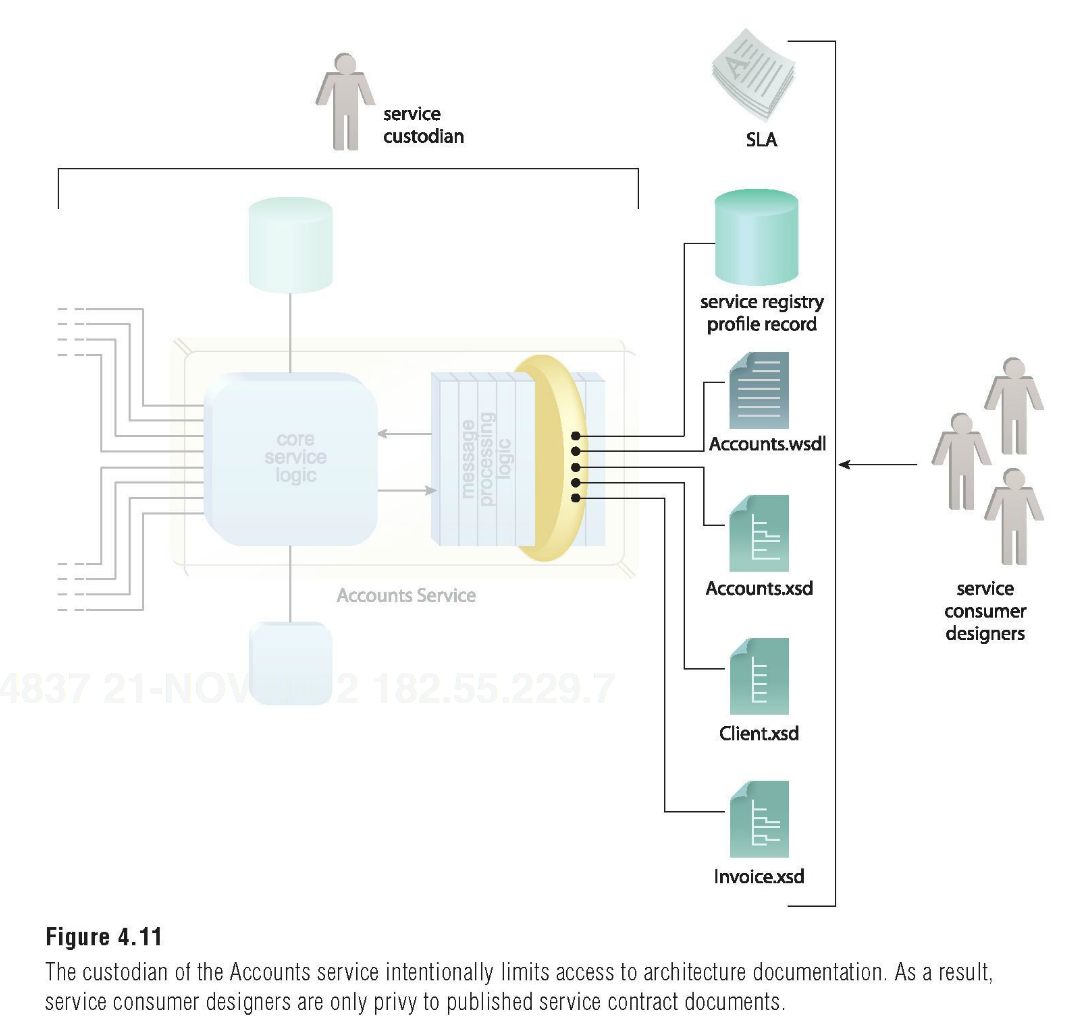 service
custodian
SLA
service registry
profile record
core
service
logic
message
processing
logic
Accounts.wsdl
Accounts.xsd
Accounts Service
service
consumer
designers
4837 21-NOV
2 182.55.229.7
Client.xsd
Invoice.xsd
Figure 4.11
The custodian of the Accounts service intentionally limits access to architecture documentation. As a result,
service consumer designers are only privy to published service contract documents.